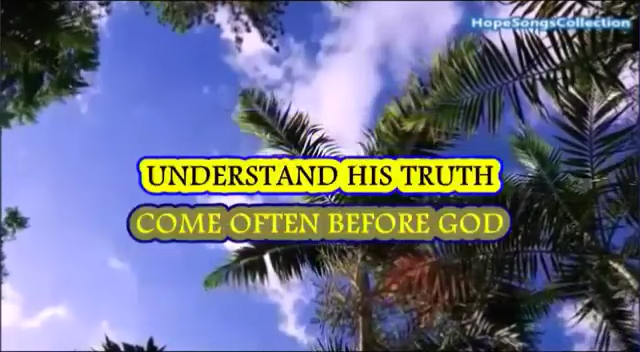 HopeSongsCollection
UNDERSTAND HIS TRUTH
COME OFTEN BEFORE GOD